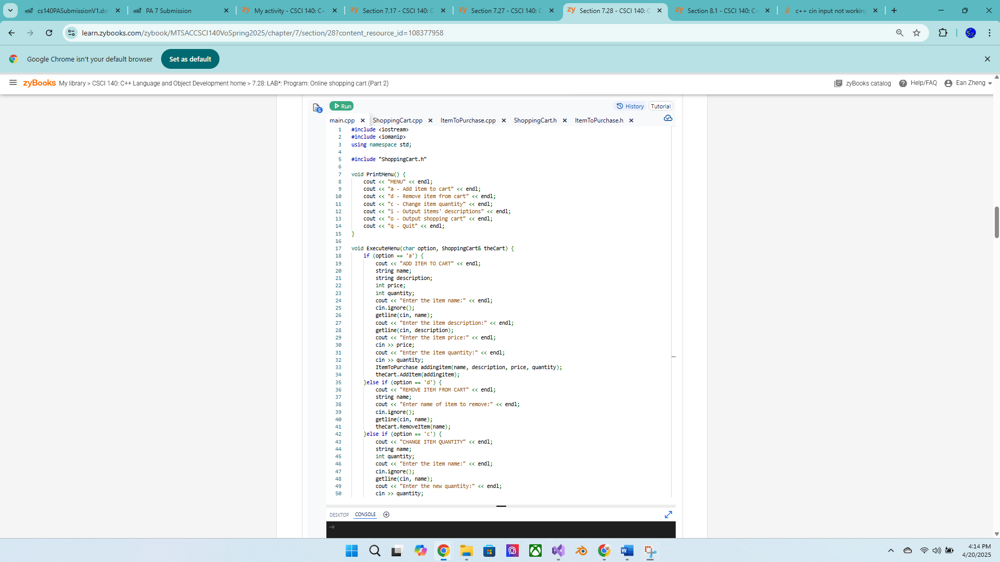 cs140PASubmissionV1.do
PA 7 Submission
My activity - CSCI 140: C+
Section 7.17 - CSCI 140: C
Section 7.27 - CSCI 140: C
Section 7.28 - CSCI 140: C
Section 8.1 - CSCI 140: C+
c++ cin input not working
learn.zybooks.com/zybook/MTSACCSCI140VoSpring2025/chapter/7/section/28?content_resource_id=108377958
Google Chrome isn't your default browser
Set as default
zyBooks My library > CSCI 140: C++ Language and Object Development home > 7.28: LAB*: Program: Online shopping cart (Part 2)
zyBooks catalog
Help/FAQ
Ean Zheng
5
Run
History
Tutorial
main.cpp
ShoppingCart.cpp
ItemToPurchase.cpp
ShoppingCart.h
ItemToPurchase.h
1 #include <iostream>
2 #include <iomanip>
3 using namespace std;
4
5 #include "ShoppingCart.h"
6
7 void PrintMenu() {
8 cout << "MENU" << endl;
9 cout << "a - Add item to cart" << endl;
10 cout << "d - Remove item from cart" << endl;
11 cout << "c - Change item quantity" << endl;
12 cout << "i - Output items' descriptions" << endl;
13 cout << "o - Output shopping cart" << endl;
14 cout << "q - Quit" << endl;
15 }
16
17 void ExecuteMenu(char option, ShoppingCart& theCart) {
18 if (option == 'a') {
19 cout << "ADD ITEM TO CART" << endl;
20 string name;
21 string description;
22 int price;
23 int quantity;
24 cout << "Enter the item name:" << endl;
25 cin.ignore();
26 getline(cin, name);
27 cout << "Enter the item description:" << endl;
28 getline(cin, description);
29 cout << "Enter the item price:" << endl;
30 cin >> price;
31 cout << "Enter the item quantity:" << endl;
32 cin >> quantity;
33 ItemToPurchase addingitem(name, description, price, quantity);
34 theCart.AddItem(addingitem);
35 }else if (option == 'd') {
36 cout << "REMOVE ITEM FROM CART" << endl;
37 string name;
38 cout << "Enter name of item to remove:" << endl;
39 cin.ignore();
40 getline(cin, name);
41 theCart.RemoveItem(name);
42 }else if (option == 'c') {
43 cout << "CHANGE ITEM QUANTITY" << endl;
44 string name;
45 int quantity;
46 cout << "Enter the item name:" << endl;
47 cin.ignore();
48 getline(cin, name);
49 cout << "Enter the new quantity:" << endl;
50 cin >> quantity;
DESKTOP
CONSOLE
4:14 PM
4/20/2025